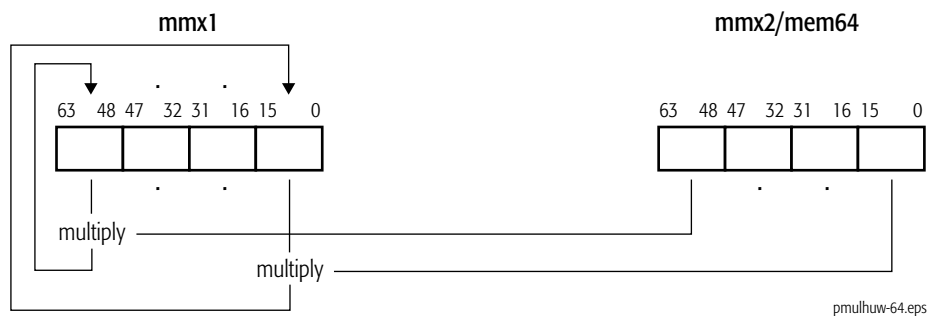 mmx1 mmx2/mem64
. .
63 48 47 32 31 16 15 0 63 48 47 32 31 16 15 0
. . . .
multiply
multiply
pmulhuw-64.eps